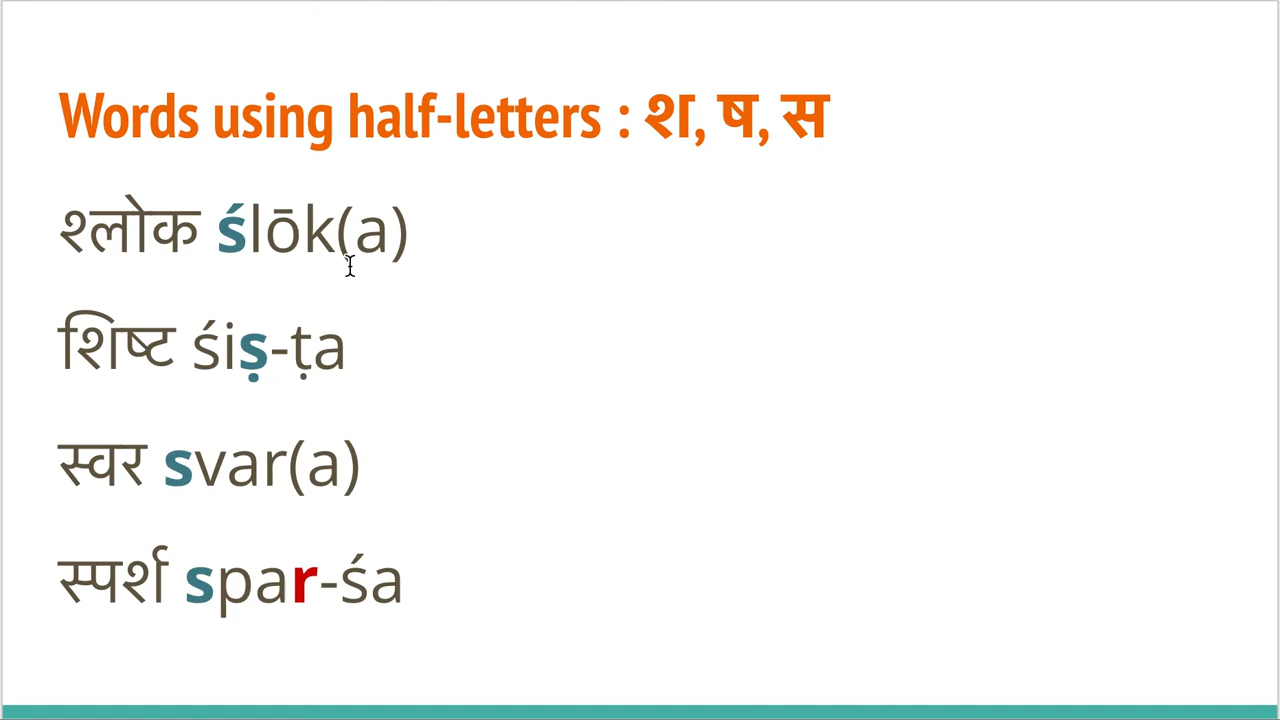 Words using half-letters : श, ष, स
श्लोक ślōk(a)
शिष्ट śiṣ-ṭa
स्वर svar(a)
स्पर्श spar-śa